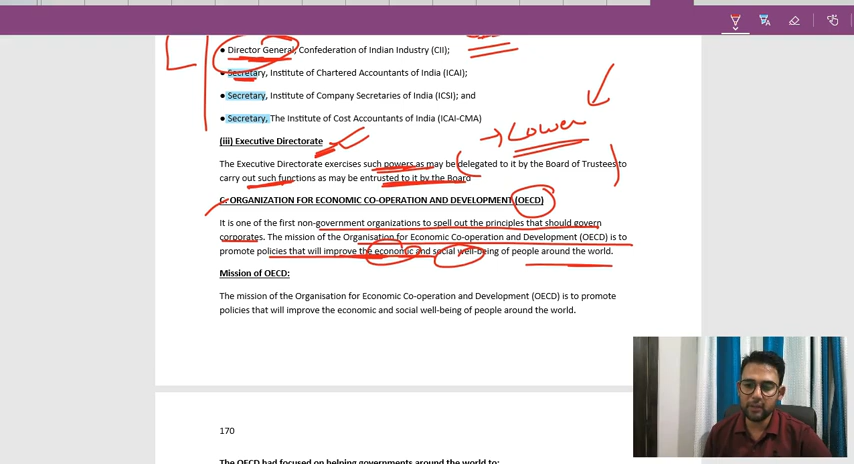 ● Director General, Confederation of Indian Industry (CII);
● Secretary, Institute of Chartered Accountants of India (ICAI);
● Secretary, Institute of Company Secretaries of India (ICSI); and
● Secretary, The Institute of Cost Accountants of India (ICAI-CMA)
→ Lower
(iii) Executive Directorate
The Executive Directorate exercises such powers as may be delegated to it by the Board of Trustees to
carry out such functions as may be entrusted to it by the Board
C. ORGANIZATION FOR ECONOMIC CO-OPERATION AND DEVELOPMENT (OECD)
It is one of the first non-government organizations to spell out the principles that should govern
corporates. The mission of the Organisation for Economic Co-operation and Development (OECD) is to
promote policies that will improve the economic and social well-being of people around the world.
Mission of OECD:
The mission of the Organisation for Economic Co-operation and Development (OECD) is to promote
policies that will improve the economic and social well-being of people around the world.
170
The OECD had focused on helping governments around the world to: